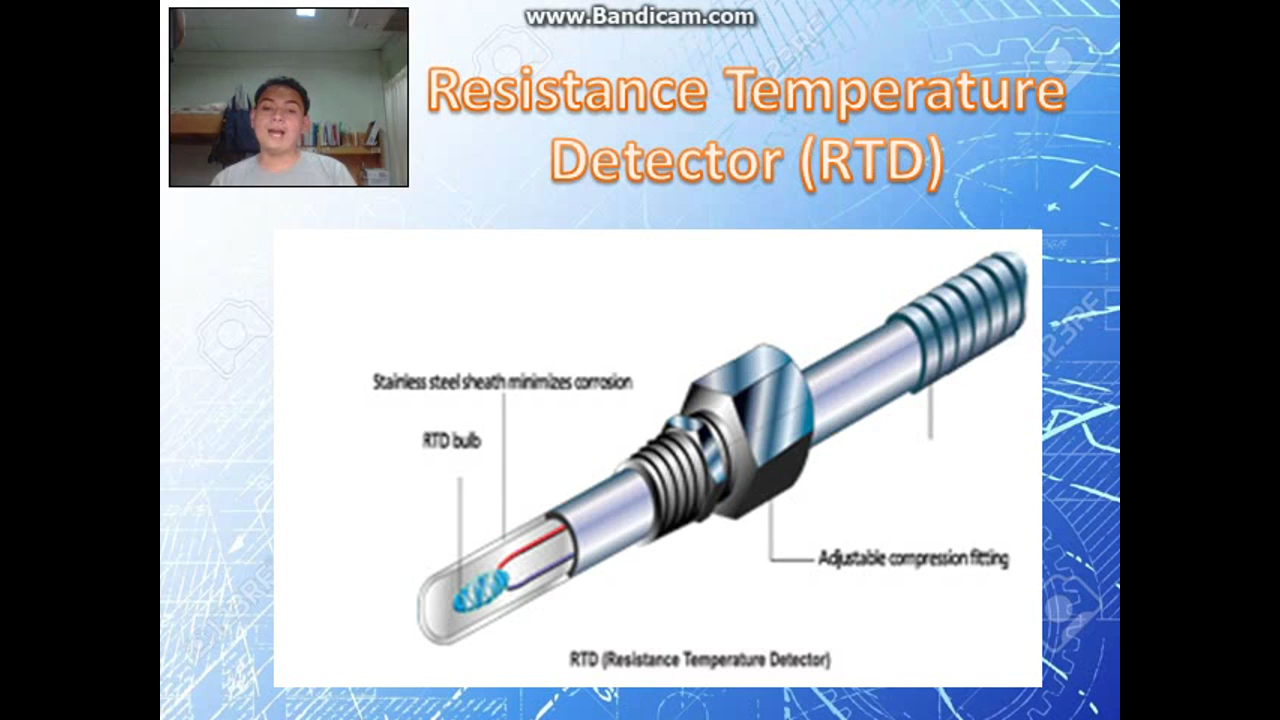 www.Bandicam.com
Resistance Temperature
Detector (RTD)
Stainless steel sheath minimizes corrosion
RTD bulb
Adjustable compression fitting
RTD (Resistance Temperature Detector)
123RF